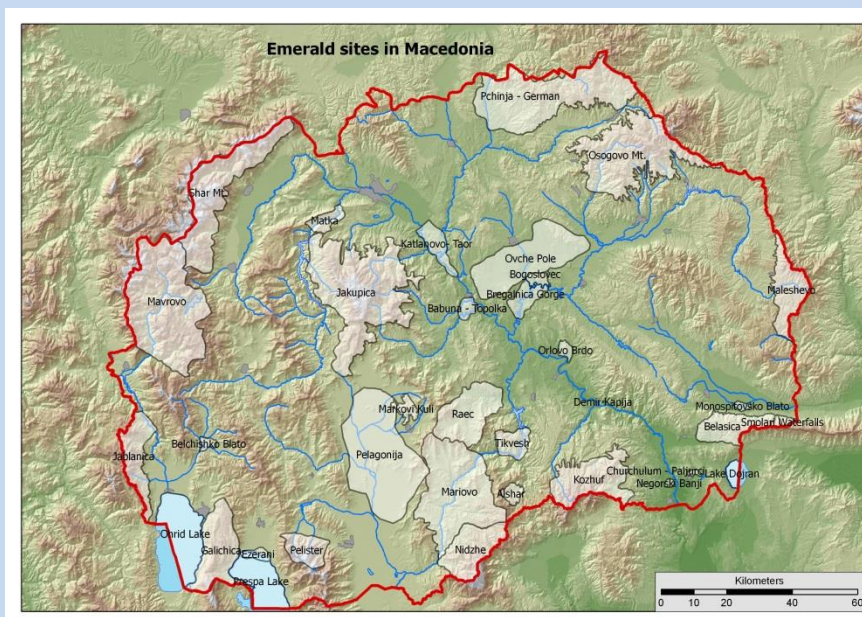 Emerald sites in Macedonia
Pchinja - German
Osogovo Mt.
Shar Mt.
Matka
Katlanovo- Taor
Ovche Pole
Bogoslovec
Mavrovo
Jakupica
Bregalnica Gorge
Maleshevo
Babuna - Topolka
Orlovo Brdo
Demir Kapija
Monospitovsko Blato
Markovi Kuli
Raec
Belasica
Smolari Waterfalls
Belchishko Blato
Jablanica
Pelagonija
Tikvesh
Churchulum - Paljurci
Lake Dojran
Mariovo
Kozhuf
Negorski Banji
Alshar
Ohrid Lake
Galichica
Ezerani
Pelister
Nidzhe
Prespa Lake
Kilometers
0 10 20 40 60